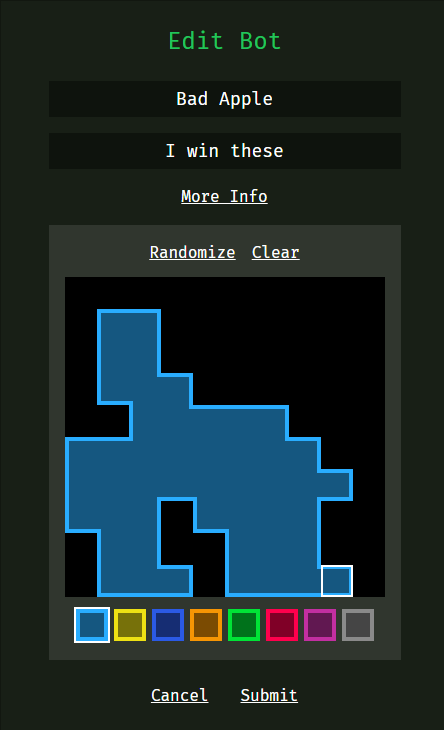 Edit Bot
Bad Apple
I win these
More Info
Randomize Clear
Cancel Submit